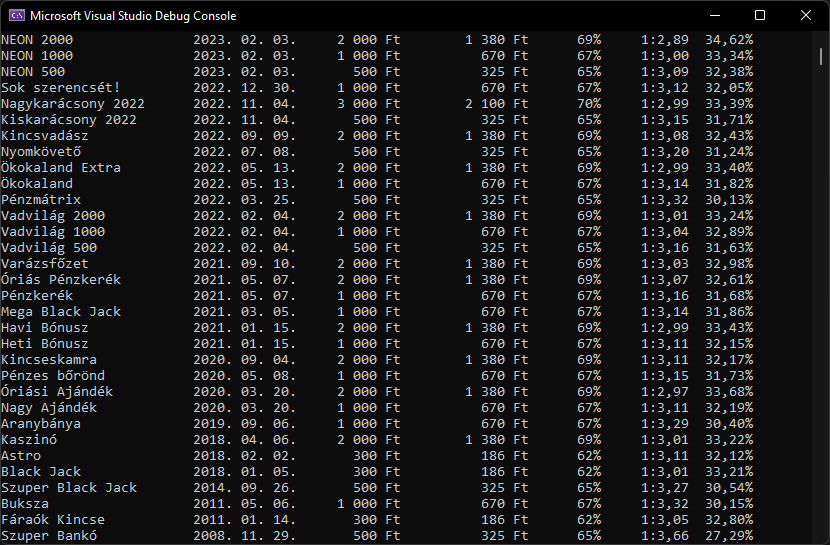 Microsoft Visual Studio Debug Console
NEON 2000 2023. 02. 03. 2 000 Ft 1 380 Ft 69% 1:2,89 34,62%
NEON 1000 2023. 02. 03. 1 000 Ft 670 Ft 67% 1:3,00 33,34%
NEON 500 2023. 02. 03. 500 Ft 325 Ft 65% 1:3,09 32,38%
Sok szerencsét! 2022. 12. 30. 1 000 Ft 670 Ft 67% 1:3,12 32,05%
Nagykarácsony 2022 2022. 11. 04. 3 000 Ft 2 100 Ft 70% 1:2,99 33,39%
Kiskarácsony 2022 2022. 11. 04. 500 Ft 325 Ft 65% 1:3,15 31,71%
Kincsvadász 2022. 09. 09. 2 000 Ft 1 380 Ft 69% 1:3,08 32,43%
Nyomkövető 2022. 07. 08. 500 Ft 325 Ft 65% 1:3,20 31,24%
Ökokaland Extra 2022. 05. 13. 2 000 Ft 1 380 Ft 69% 1:2,99 33,40%
Ökokaland 2022. 05. 13. 1 000 Ft 670 Ft 67% 1:3,14 31,82%
Pénzmátrix 2022. 03. 25. 500 Ft 325 Ft 65% 1:3,32 30,13%
Vadvilág 2000 2022. 02. 04. 2 000 Ft 1 380 Ft 69% 1:3,01 33,24%
Vadvilág 1000 2022. 02. 04. 1 000 Ft 670 Ft 67% 1:3,04 32,89%
Vadvilág 500 2022. 02. 04. 500 Ft 325 Ft 65% 1:3,16 31,63%
Varázsfőzet 2021. 09. 10. 2 000 Ft 1 380 Ft 69% 1:3,03 32,98%
Óriás Pénzkerék 2021. 05. 07. 2 000 Ft 1 380 Ft 69% 1:3,07 32,61%
Pénzkerék 2021. 05. 07. 1 000 Ft 670 Ft 67% 1:3,16 31,68%
Mega Black Jack 2021. 03. 05. 1 000 Ft 670 Ft 67% 1:3,14 31,86%
Havi Bónusz 2021. 01. 15. 2 000 Ft 1 380 Ft 69% 1:2,99 33,43%
Heti Bónusz 2021. 01. 15. 1 000 Ft 670 Ft 67% 1:3,11 32,15%
Kincseskamra 2020. 09. 04. 2 000 Ft 1 380 Ft 69% 1:3,11 32,17%
Pénzes bőrönd 2020. 05. 08. 1 000 Ft 670 Ft 67% 1:3,15 31,73%
Óriási Ajándék 2020. 03. 20. 2 000 Ft 1 380 Ft 69% 1:2,97 33,68%
Nagy Ajándék 2020. 03. 20. 1 000 Ft 670 Ft 67% 1:3,11 32,19%
Aranybánya 2019. 09. 06. 1 000 Ft 670 Ft 67% 1:3,29 30,40%
Kaszinó 2018. 04. 06. 2 000 Ft 1 380 Ft 69% 1:3,01 33,22%
Astro 2018. 02. 02. 300 Ft 186 Ft 62% 1:3,11 32,12%
Black Jack 2018. 01. 05. 300 Ft 186 Ft 62% 1:3,01 33,21%
Szuper Black Jack 2014. 09. 26. 500 Ft 325 Ft 65% 1:3,27 30,54%
Buksza 2011. 05. 06. 1 000 Ft 670 Ft 67% 1:3,32 30,15%
Fáraók Kincse 2011. 01. 14. 300 Ft 186 Ft 62% 1:3,05 32,80%
Szuper Bankó 2008. 11. 29. 500 Ft 325 Ft 65% 1:3,66 27,29%